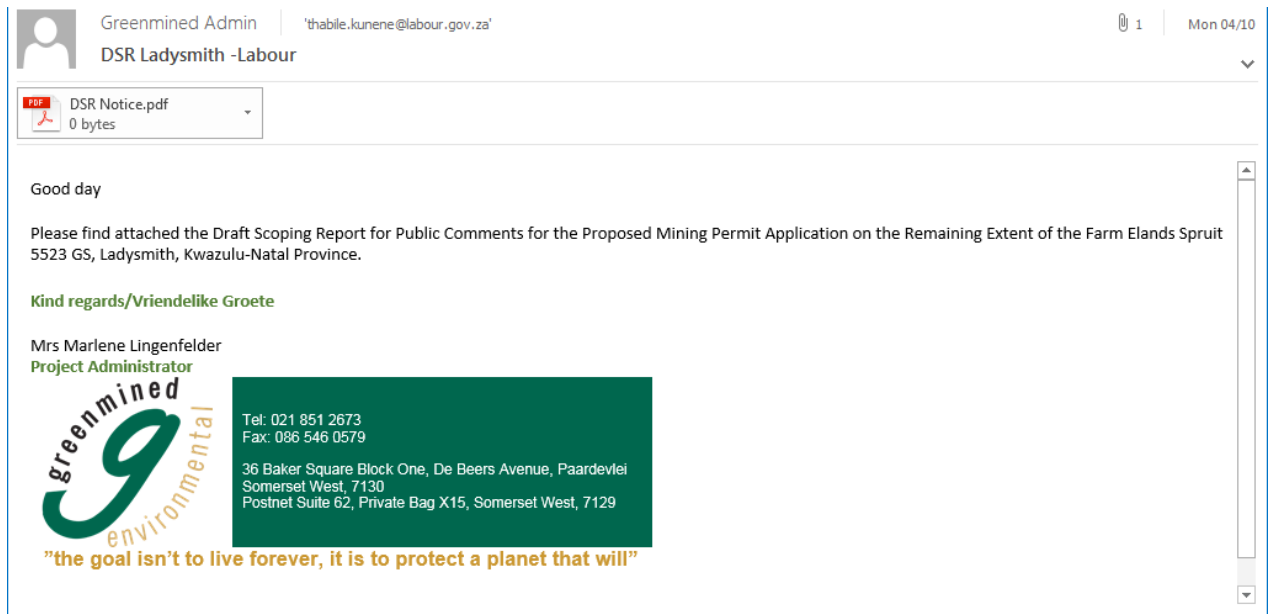 Greenmined Admin 'thabile.kunene@labour.gov.za' 1 Mon 04/10
DSR Ladysmith -Labour
PDF DSR Notice.pdf
0 bytes
Good day
Please find attached the Draft Scoping Report for Public Comments for the Proposed Mining Permit Application on the Remaining Extent of the Farm Elands Spruit
5523 GS, Ladysmith, Kwazulu-Natal Province.
Kind regards/Vriendelike Groete
Mrs Marlene Lingenfelder
Project Administrator
greenmined
g
environmental
Tel: 021 851 2673
Fax: 086 546 0579
36 Baker Square Block One, De Beers Avenue, Paardevlei
Somerset West, 7130
Postnet Suite 62, Private Bag X15, Somerset West, 7129
"the goal isn't to live forever, it is to protect a planet that will"